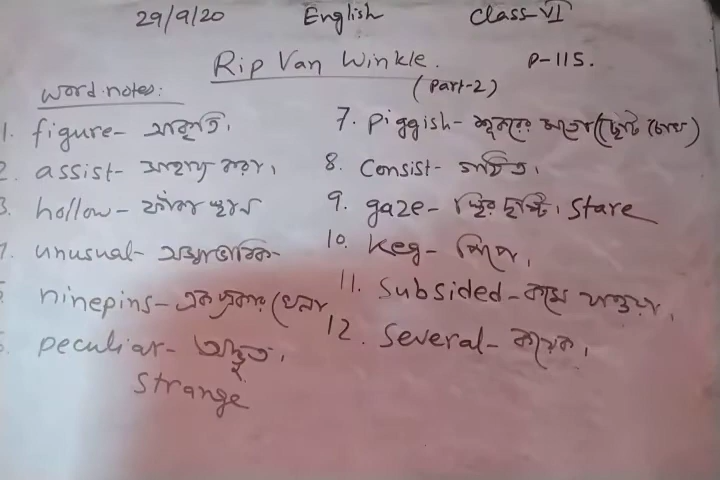 29/9/20 English Class-VI
Rip Van Winkle. P-115.
(Part-2)
word notes:
1. figure- আকৃতি।
2. assist- সাহায্য করা।
3. hollow- ফাঁকা স্থান
unusual- অস্বাভাবিক-
ninepins- একপ্রকার খেলা
peculiar- অদ্ভুত।
strange
7. Piggish- শূকরের মতো (ছোট চোখ)
8. Consist- গঠিত।
9. gaze- স্থির দৃষ্টি। Stare
10. Keg- পিপে।
11. Subsided- কমে যাওয়া।
12. Several- কয়েক।